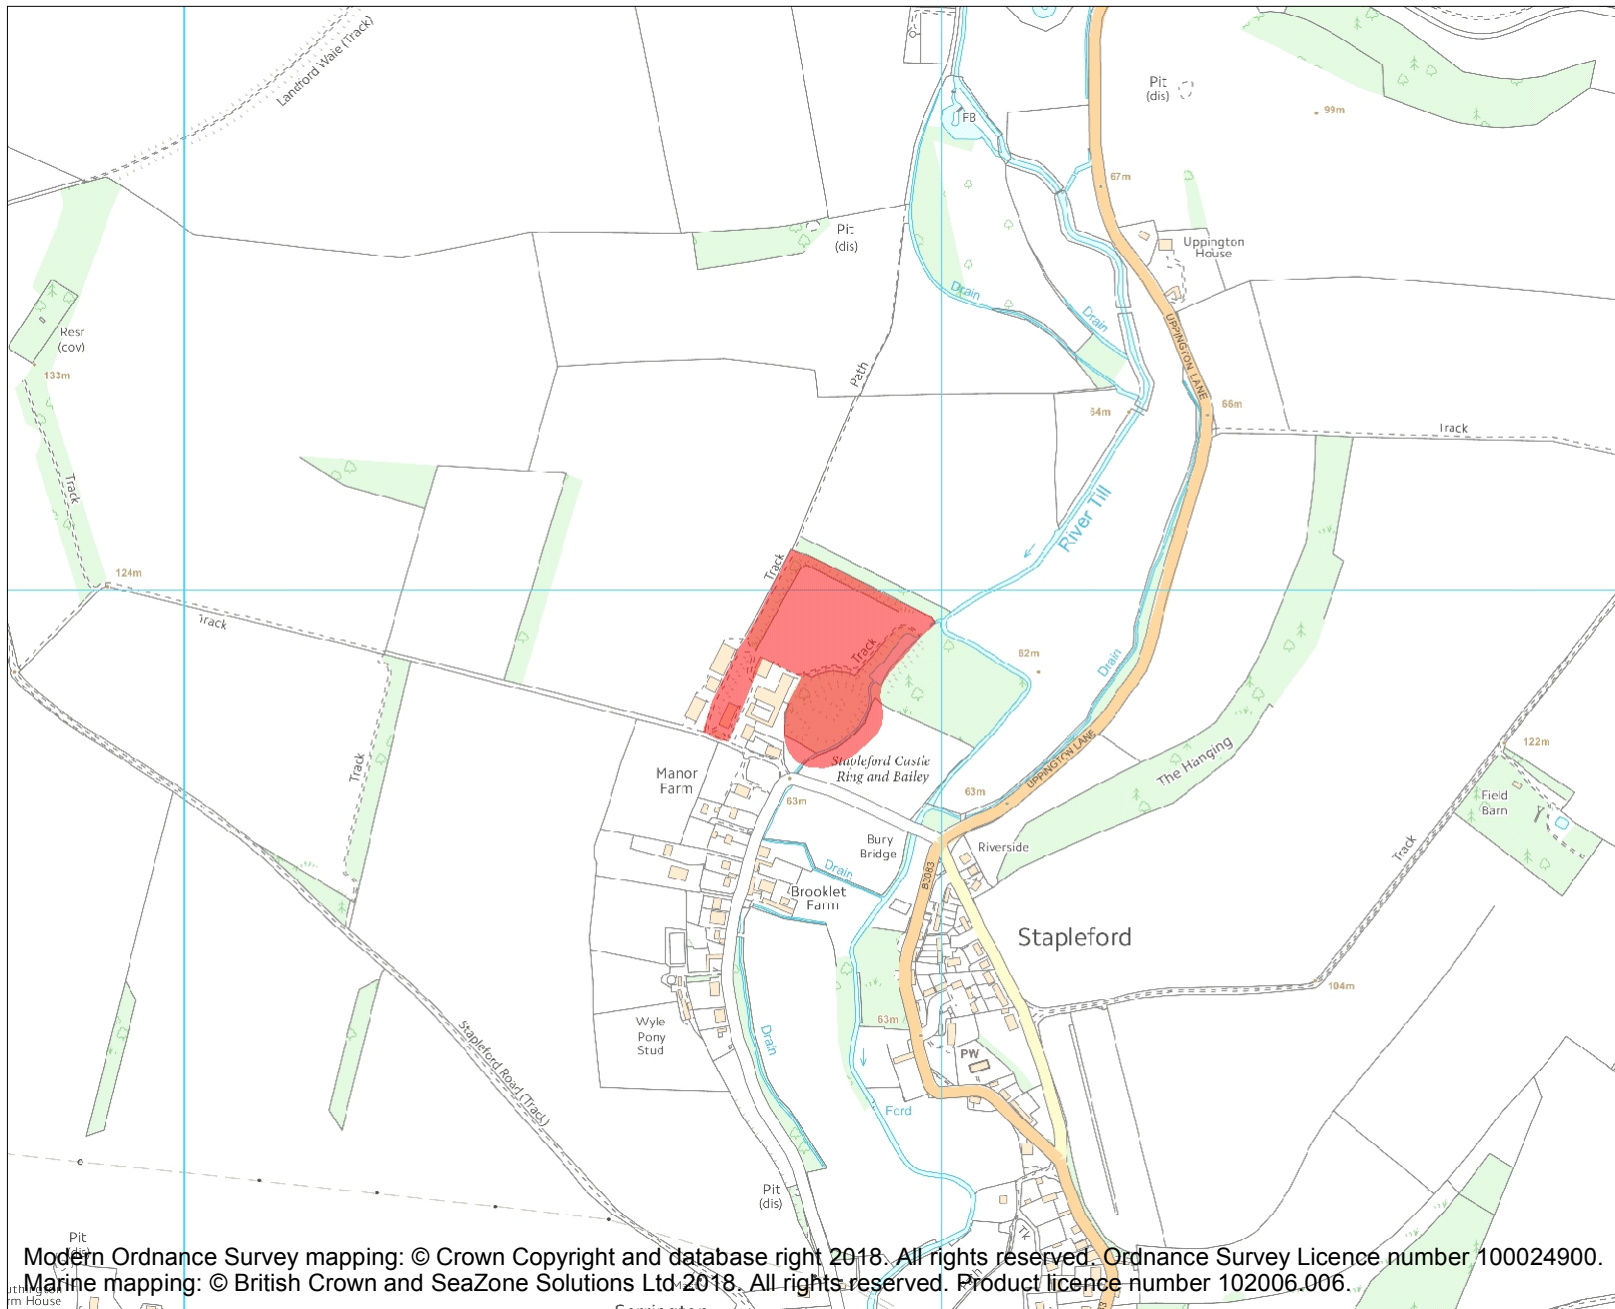 Landford Waie (Track)
Pit
(dis)
99m
FB
67m
Pit
(dis)
Uppington
House
Drain
Drain
UPPINGTON LANE
Resr
(cov)
133m
Path
64m
66m
Track
Track
River Till
124m
Track
Track
Track
62m
Drain
Track
Stapleford Castle
Ring and Bailey
UPPINGTON LANE
The Hanging
122m
Manor
Farm
63m
63m
Field
Barn
Bury
Bridge
Riverside
Track
B3083
Drain
Brooklet
Farm
Stapleford
104m
Wyle
Pony
Stud
63m
Drain
PW
Stapleford Road (Track)
Ford
Pit
(dis)
Tk
Pit
(dis)
Modern Ordnance Survey mapping: © Crown Copyright and database right 2018. All rights reserved. Ordnance Survey Licence number 100024900.
Marine mapping: © British Crown and SeaZone Solutions Ltd 2018. All rights reserved. Product licence number 102006.006.
House